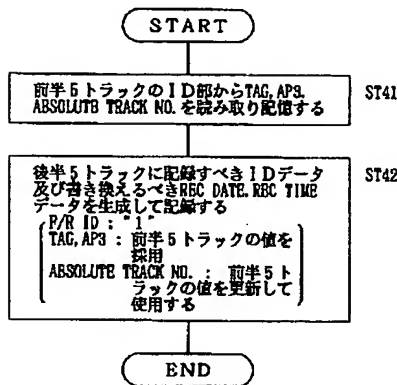 START
前半5トラックのID部からTAG,AP3,
ABSOLUTE TRACK NO.を読み取り記憶する
ST41
後半5トラックに記録すべきIDデータ
及び書き換えるべきREC DATE.REC TIME
データを生成して記録する
P/R ID : "1"
TAG,AP3 : 前半5トラックの値を
採用
ABSOLUTE TRACK NO. : 前半5ト
ラックの値を更新して
使用する
ST42
END